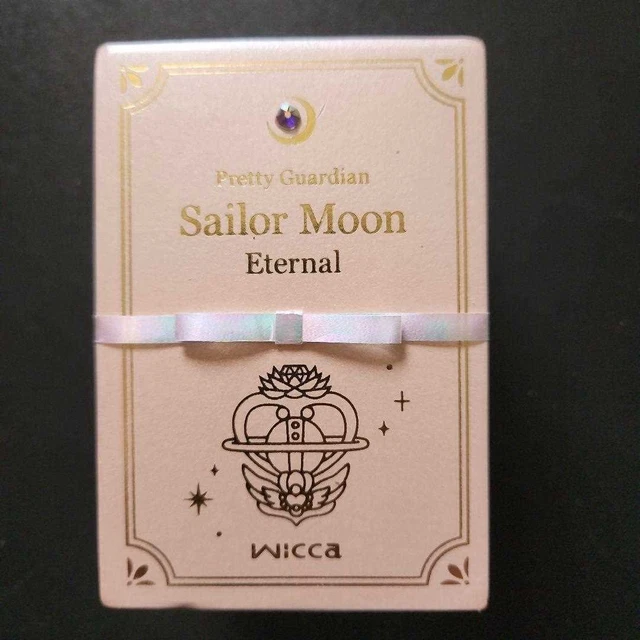 Pretty Guardian
Sailor Moon
Eternal
wicca